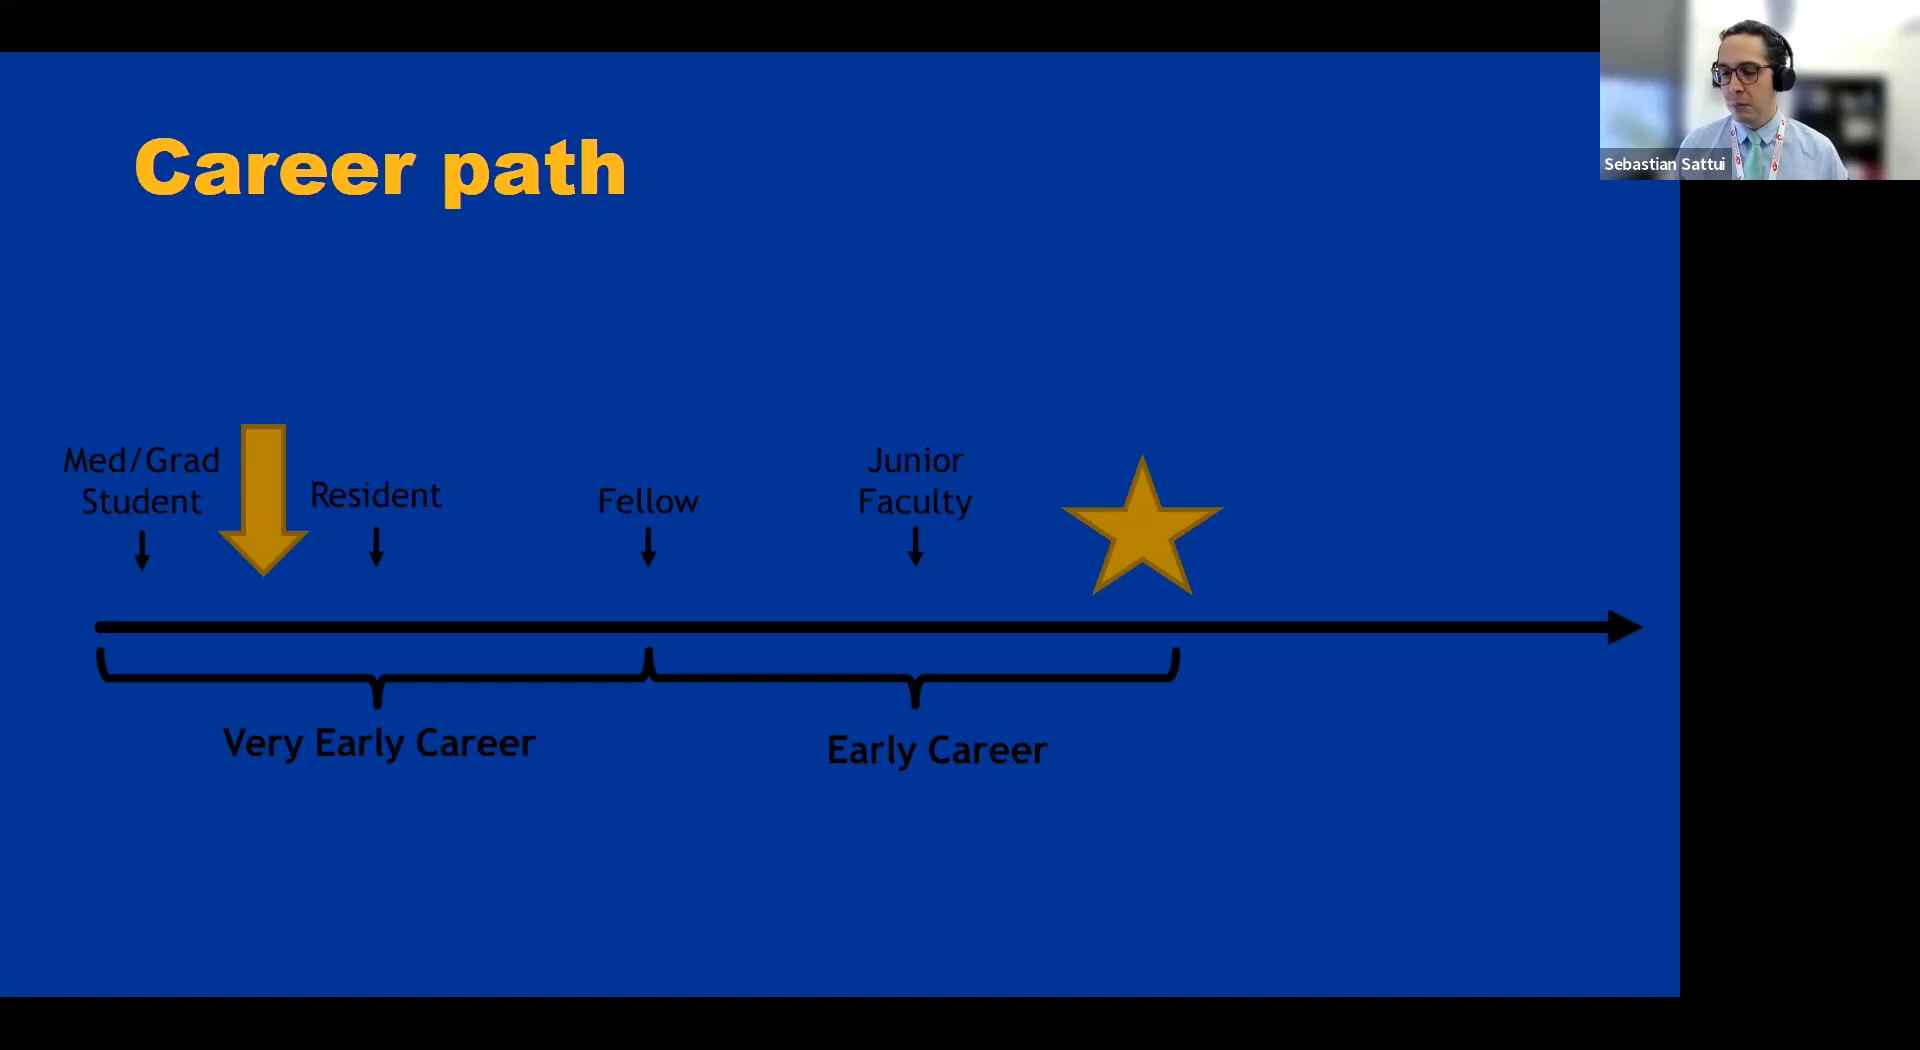 Career path
Sebastian Sattui
Med/Grad
Student
Resident
Fellow
Junior
Faculty
Very Early Career
Early Career